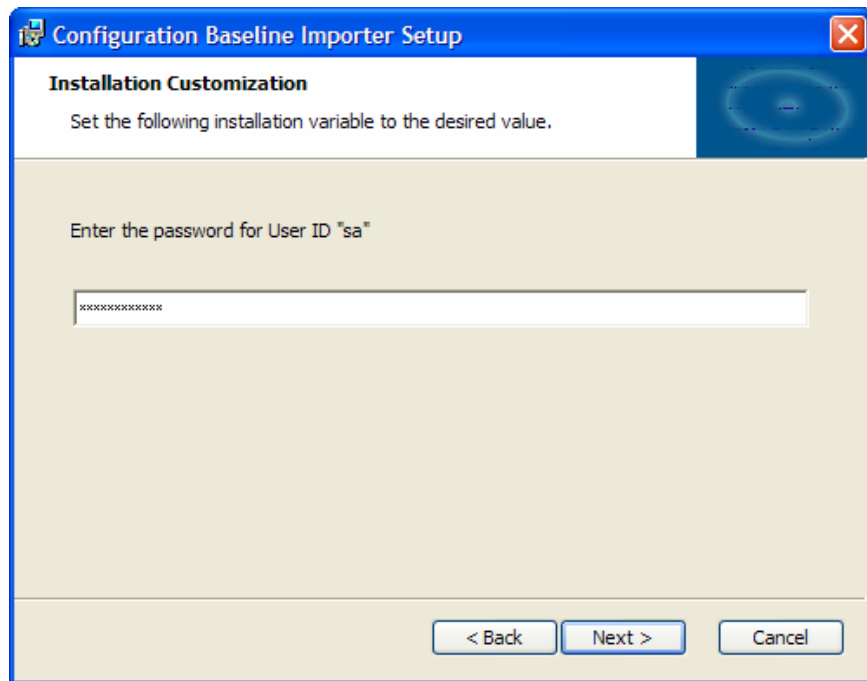 Configuration Baseline Importer Setup
Installation Customization
Set the following installation variable to the desired value.
Enter the password for User ID "sa"
××××××××××××
< Back Next > Cancel